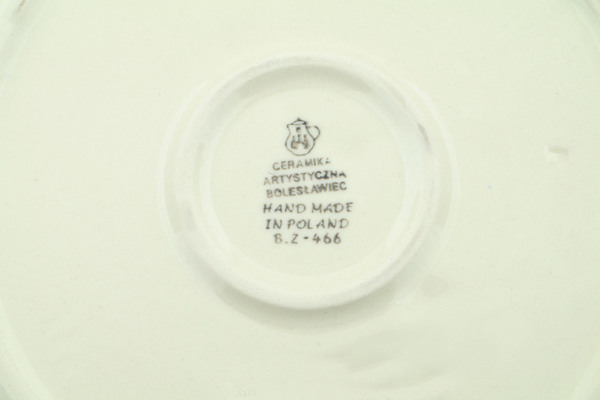 CERAMIKA
ARTYSTYCZNA
BOLESŁAWIEC
HAND MADE
IN POLAND
B.Z-466